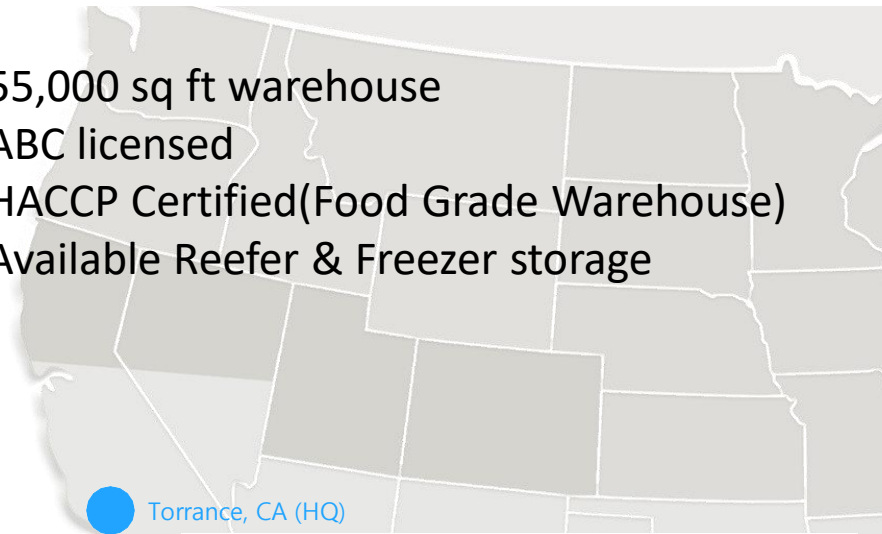 55,000 sq ft warehouse
ABC licensed
HACCP Certified(Food Grade Warehouse)
Available Reefer & Freezer storage
Torrance, CA (HQ)